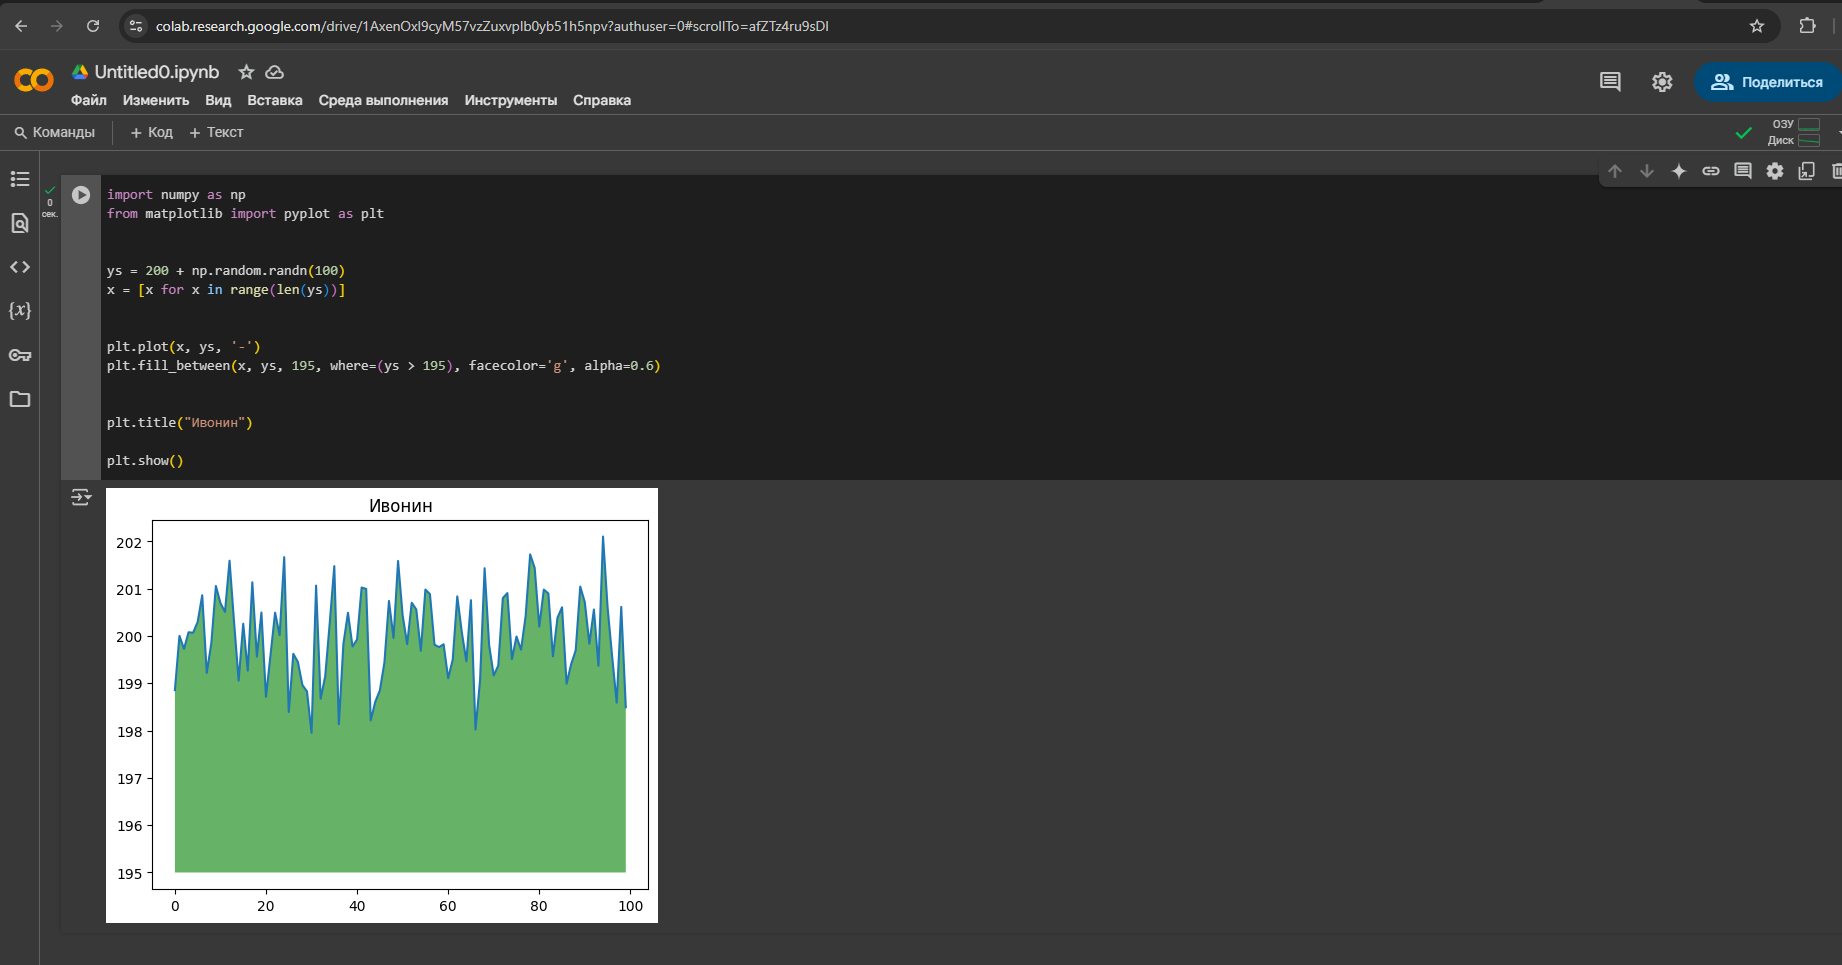 colab.research.google.com/drive/1AxenOxI9cyM57vzZuxvpIb0yb51h5npv?authuser=0#scrollTo=afZTz4ru9sDI
Untitled0.ipynb
Файл Изменить Вид Вставка Среда выполнения Инструменты Справка
Поделиться
Команды + Код + Текст
ОЗУ
Диск
0
сек.
import numpy as np
from matplotlib import pyplot as plt
ys = 200 + np.random.randn(100)
x = [x for x in range(len(ys))]
plt.plot(x, ys, '-')
plt.fill_between(x, ys, 195, where=(ys > 195), facecolor='g', alpha=0.6)
plt.title("Ивонин")
plt.show()
Ивонин
202
201
200
199
198
197
196
195
0 20 40 60 80 100